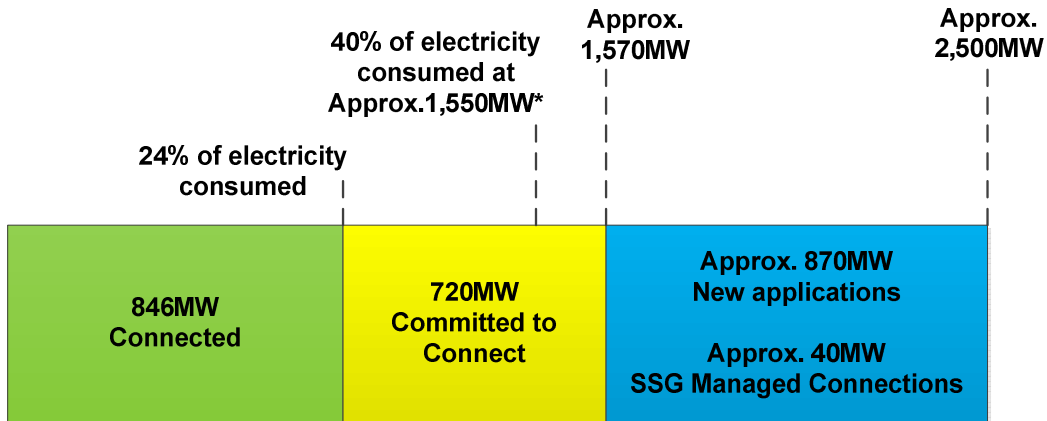 Approx.
1,570MW
Approx.
2,500MW
40% of electricity
consumed at
Approx.1,550MW*
24% of electricity
consumed
846MW
Connected
720MW
Committed to
Connect
Approx. 870MW
New applications
Approx. 40MW
SSG Managed Connections